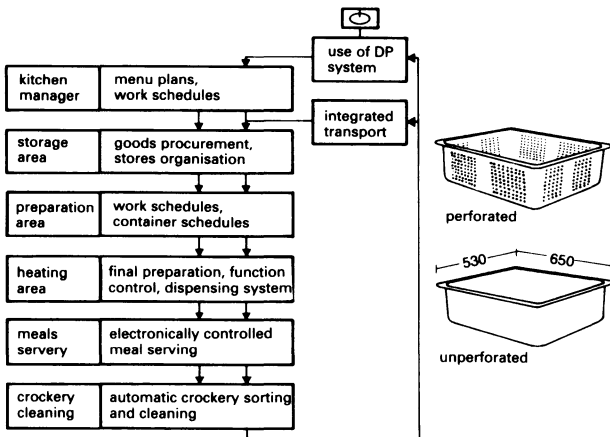 use of DP
system
kitchen
manager
menu plans,
work schedules
integrated
transport
storage
area
goods procurement,
stores organisation
preparation
area
work schedules,
container schedules
heating
area
final preparation, function
control, dispensing system
meals
servery
electronically controlled
meal serving
crockery
cleaning
automatic crockery sorting
and cleaning
perforated
530
650
unperforated